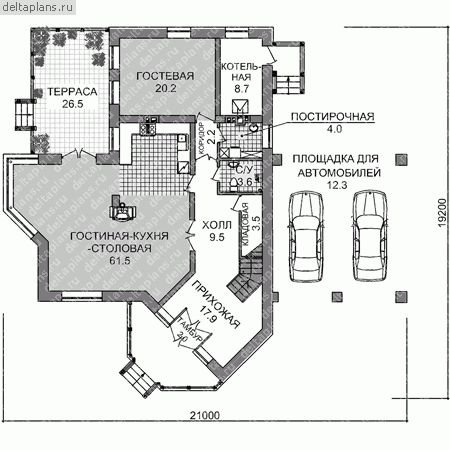 deltaplans.ru
ТЕРРАСА
26.5
ГОСТЕВАЯ
20.2
КОТЕЛЬ-
НАЯ
8.7
ПОСТИРОЧНАЯ
4.0
КОРИДОР
2.2
С/У
3.6
ПЛОЩАДКА ДЛЯ
АВТОМОБИЛЕЙ
12.3
ГОСТИНАЯ-КУХНЯ
-СТОЛОВАЯ
61.5
ХОЛЛ
9.5
КЛАДОВАЯ
3.5
ПРИХОЖАЯ
17.9
ТАМБУР
2.0
19200
21000
deltaplans.ru